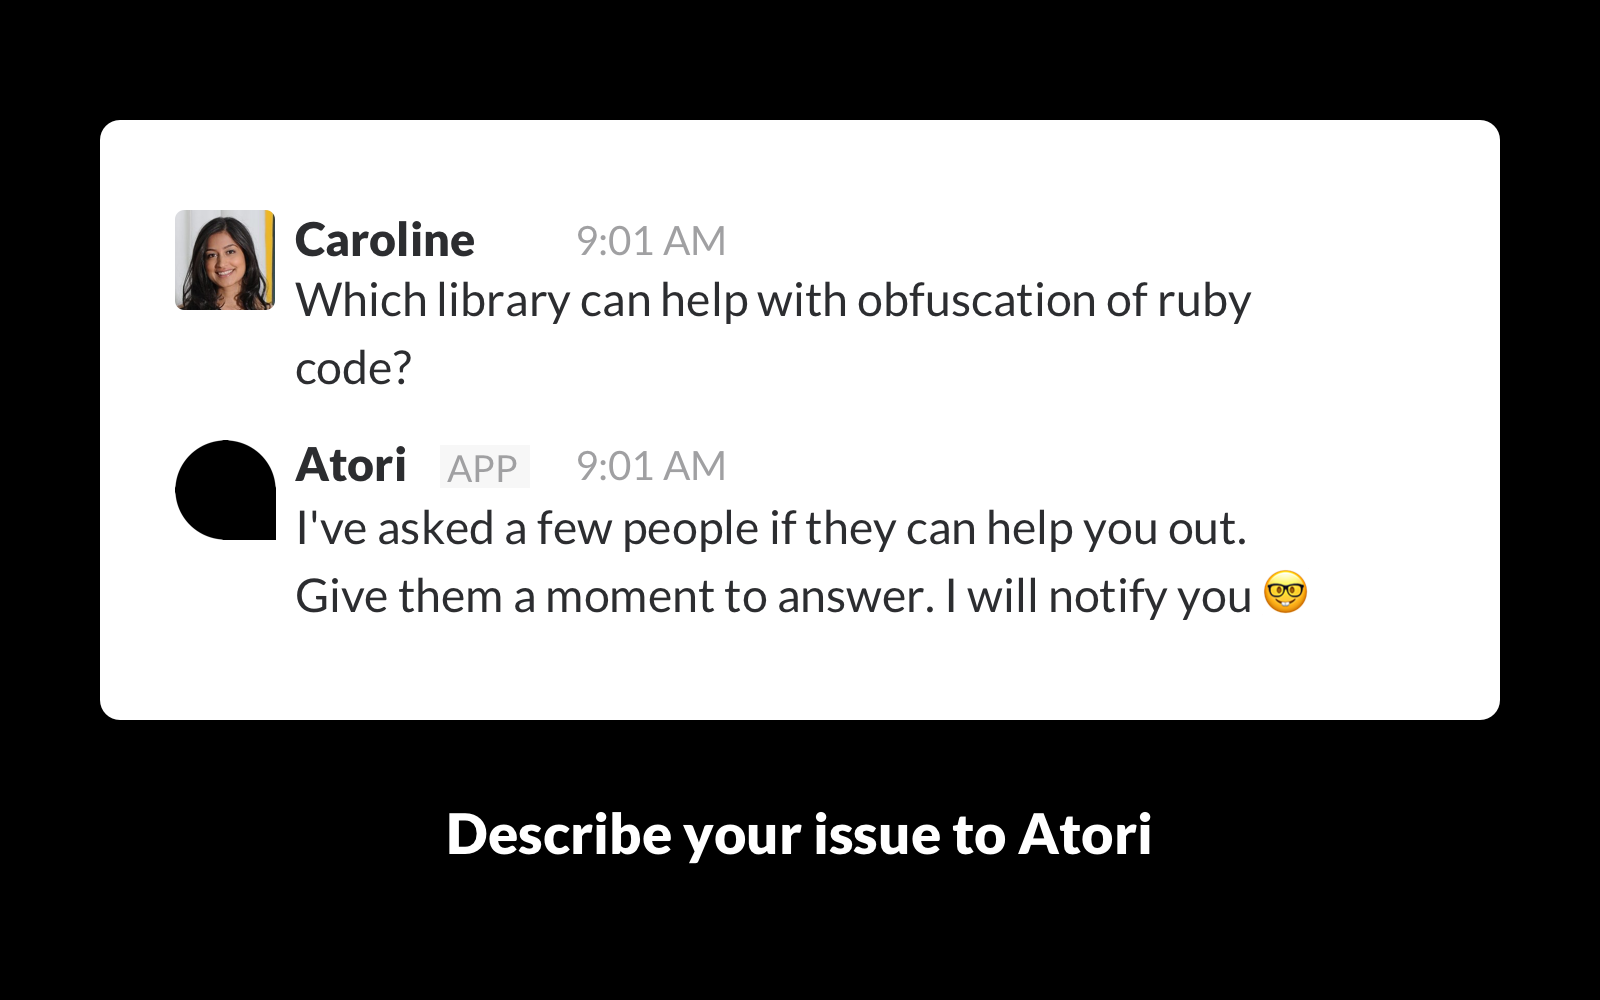 Caroline 9:01 AM
Which library can help with obfuscation of ruby
code?
Atori APP 9:01 AM
I've asked a few people if they can help you out.
Give them a moment to answer. I will notify you 🤓
Describe your issue to Atori